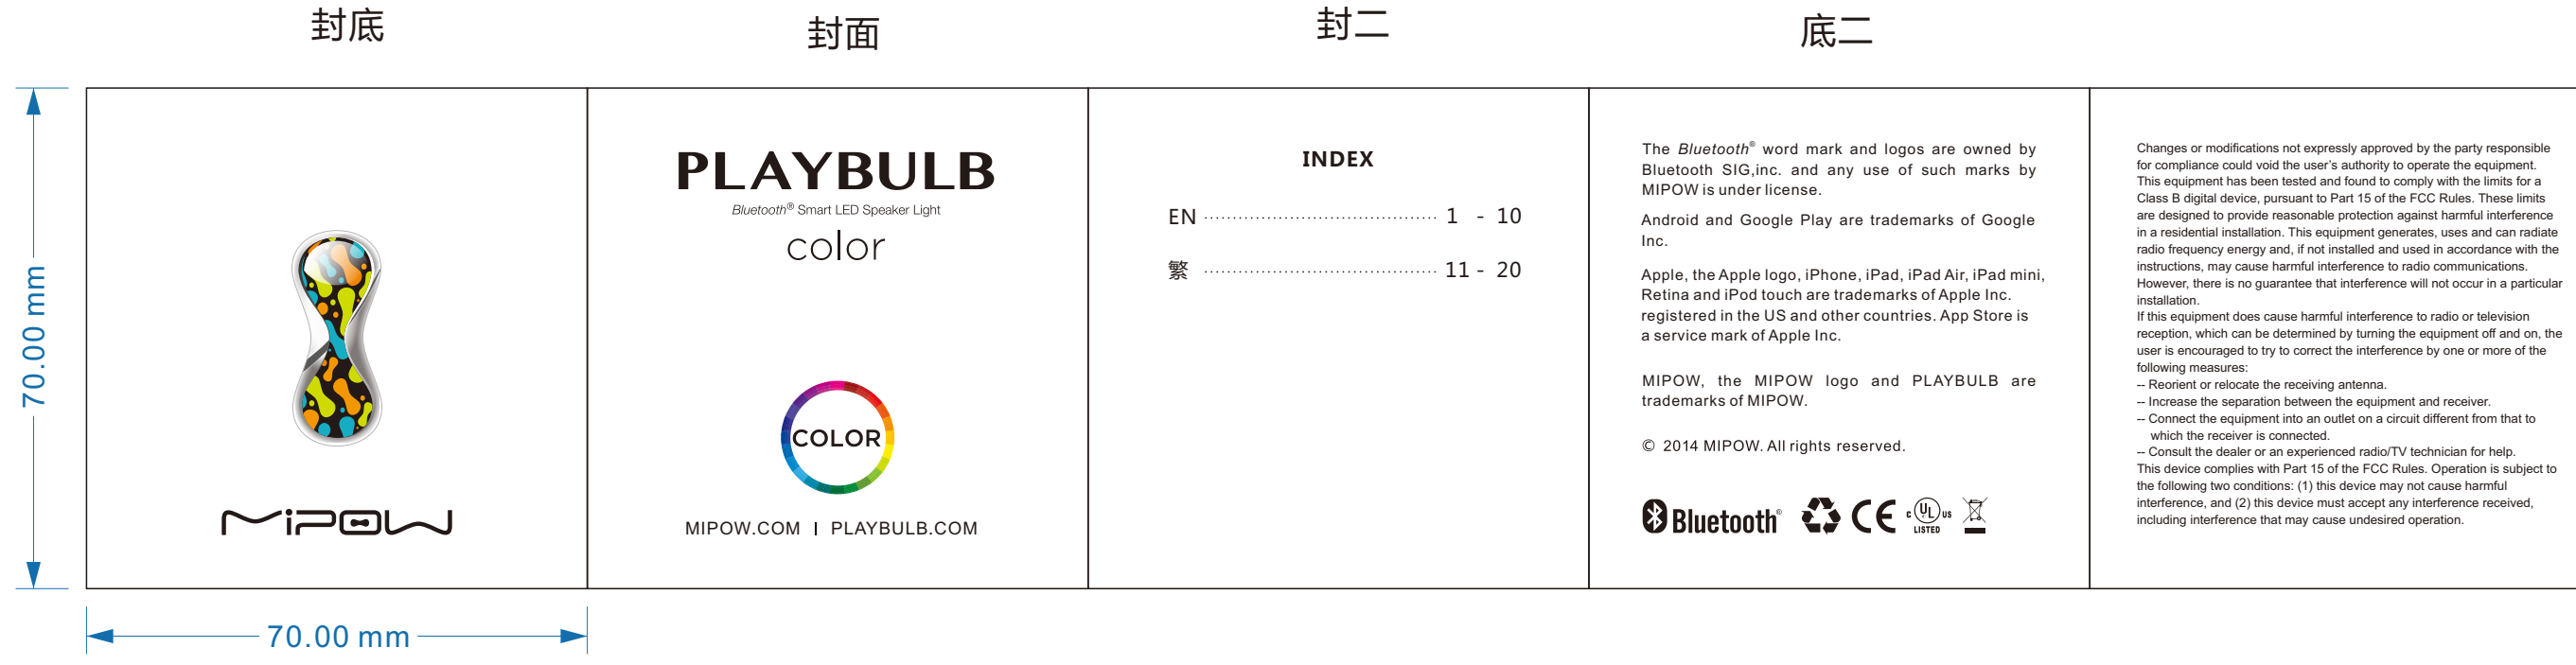 封底
封面
封二
底二
70.00 mm
70.00 mm
MIPOW
PLAYBULB
Bluetooth® Smart LED Speaker Light
color
COLOR
MIPOW.COM | PLAYBULB.COM
INDEX
EN ........................................ 1 - 10
繁 ........................................ 11 - 20
The Bluetooth® word mark and logos are owned by
Bluetooth SIG,inc. and any use of such marks by
MIPOW is under license.
Android and Google Play are trademarks of Google
Inc.
Apple, the Apple logo, iPhone, iPad, iPad Air, iPad mini,
Retina and iPod touch are trademarks of Apple Inc.
registered in the US and other countries. App Store is
a service mark of Apple Inc.
MIPOW, the MIPOW logo and PLAYBULB are
trademarks of MIPOW.
© 2014 MIPOW. All rights reserved.
Bluetooth® CE C UL US LISTED
Changes or modifications not expressly approved by the party responsible
for compliance could void the user's authority to operate the equipment.
This equipment has been tested and found to comply with the limits for a
Class B digital device, pursuant to Part 15 of the FCC Rules. These limits
are designed to provide reasonable protection against harmful interference
in a residential installation. This equipment generates, uses and can radiate
radio frequency energy and, if not installed and used in accordance with the
instructions, may cause harmful interference to radio communications.
However, there is no guarantee that interference will not occur in a particular
installation.
If this equipment does cause harmful interference to radio or television
reception, which can be determined by turning the equipment off and on, the
user is encouraged to try to correct the interference by one or more of the
following measures:
-- Reorient or relocate the receiving antenna.
-- Increase the separation between the equipment and receiver.
-- Connect the equipment into an outlet on a circuit different from that to
which the receiver is connected.
-- Consult the dealer or an experienced radio/TV technician for help.
This device complies with Part 15 of the FCC Rules. Operation is subject to
the following two conditions: (1) this device may not cause harmful
interference, and (2) this device must accept any interference received,
including interference that may cause undesired operation.